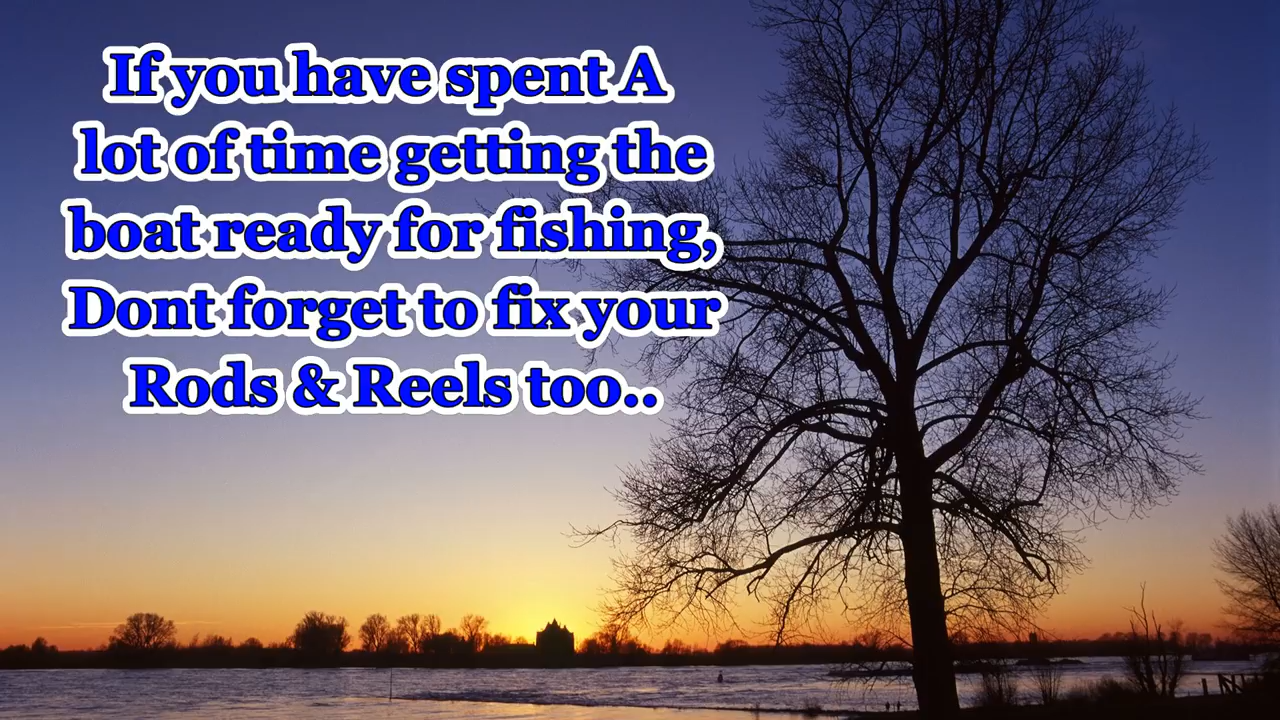 If you have spent A
lot of time getting the
boat ready for fishing,
Dont forget to fix your
Rods & Reels too..